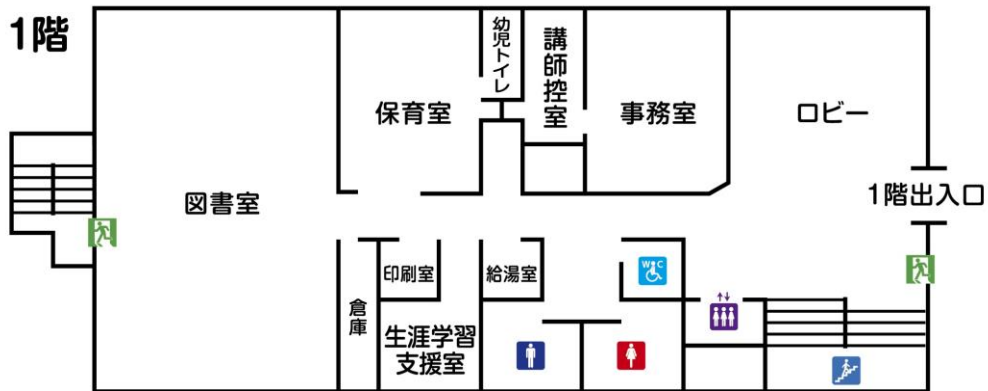 1階
幼児トイレ
講師控室
保育室
事務室
ロビー
図書室
1階出入口
印刷室
給湯室
WC
倉庫
生涯学習
支援室